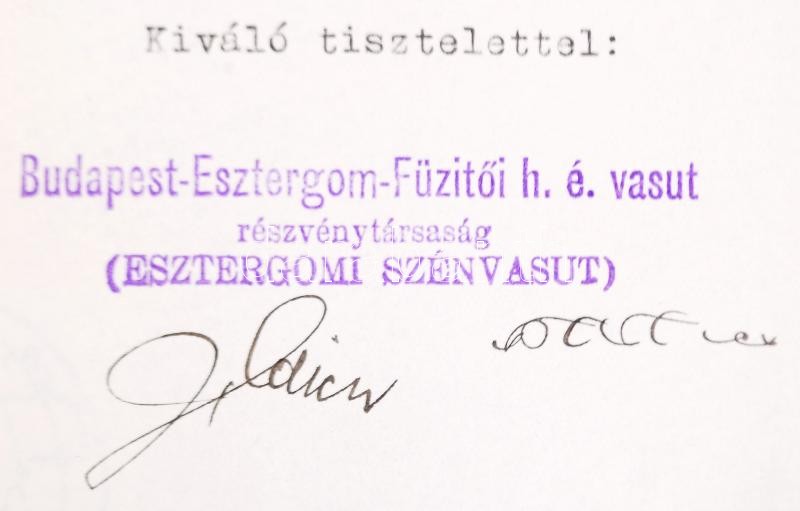 Kiváló tisztelettel:
Budapest-Esztergom-Füzitői h. é. vasut
részvénytársaság
(ESZTERGOMI SZÉNVASUT)